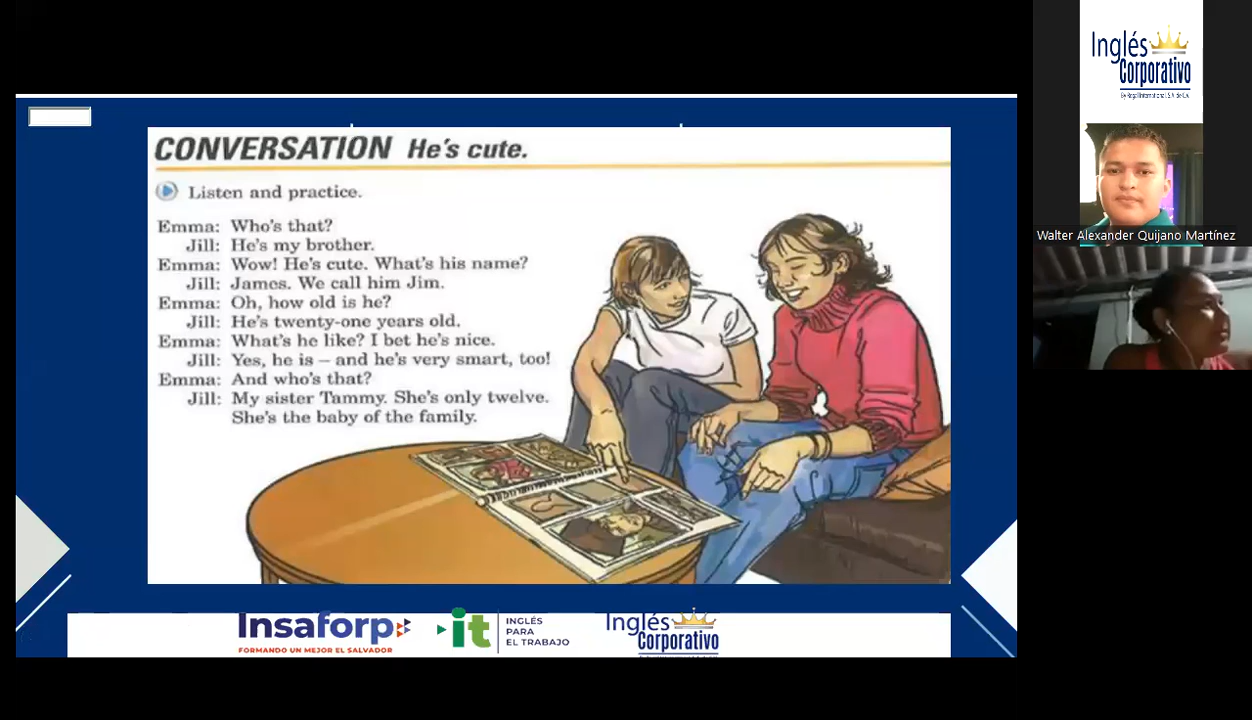 CONVERSATION He's cute.
Listen and practice.
Emma: Who's that?
Jill: He's my brother.
Emma: Wow! He's cute. What's his name?
Jill: James. We call him Jim.
Emma: Oh, how old is he?
Jill: He's twenty-one years old.
Emma: What's he like? I bet he's nice.
Jill: Yes, he is – and he's very smart, too!
Emma: And who's that?
Jill: My sister Tammy. She's only twelve.
She's the baby of the family.
Insaforp
FORMANDO UN MEJOR EL SALVADOR
it
INGLÉS
PARA
EL TRABAJO
Inglés
Corporativo
Inglés
Corporativo
Walter Alexander Quijano Martínez